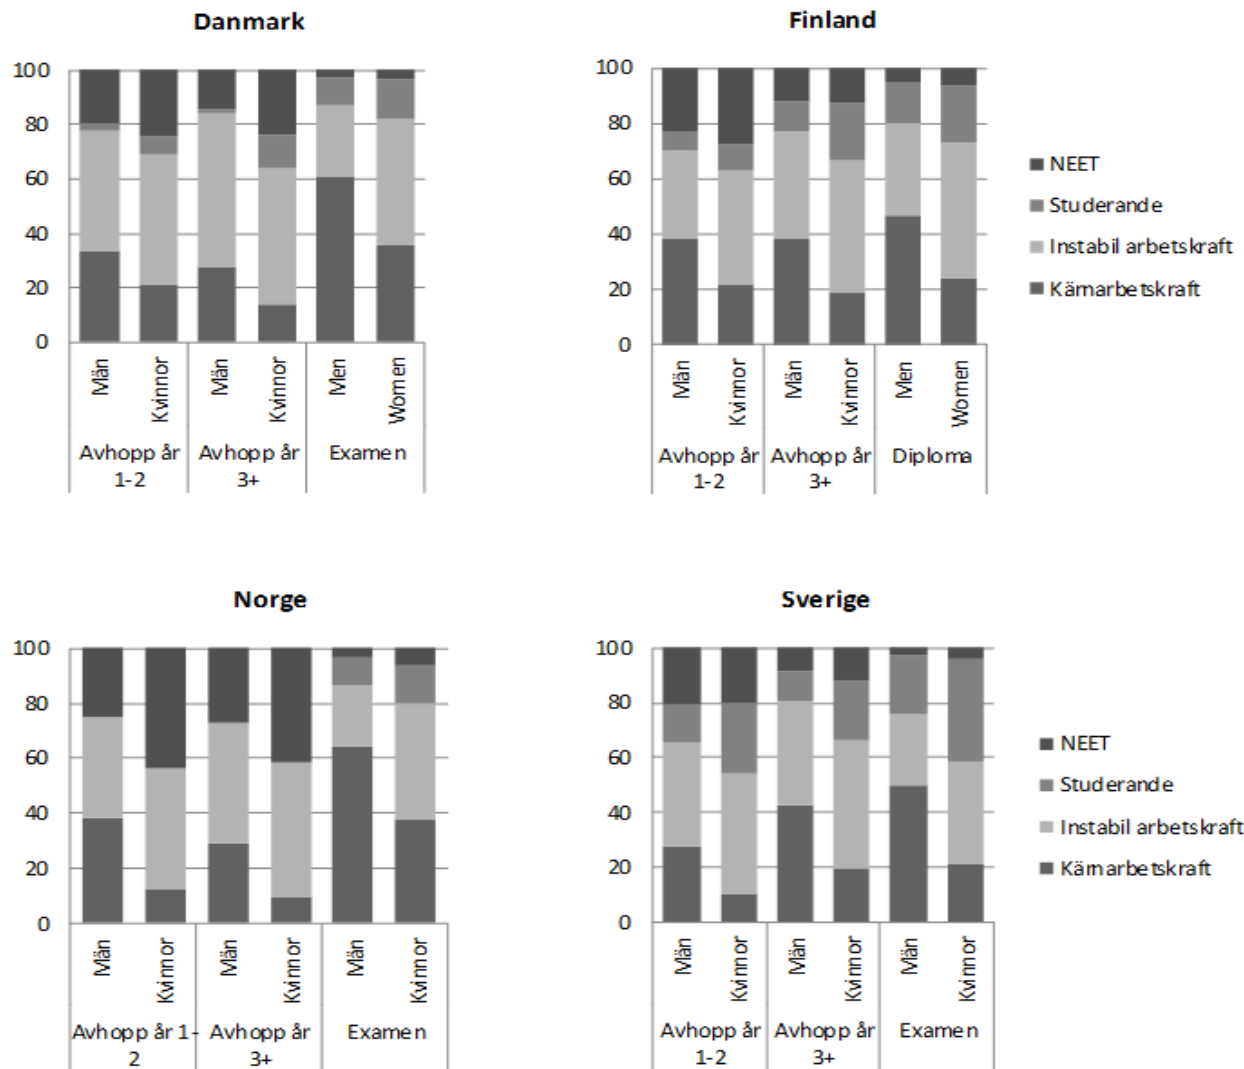 Danmark
100
80
60
40
20
0
Män
Kvinnor
Män
Kvinnor
Men
Women
Avhopp år
1-2
Avhopp år
3+
Examen
Finland
100
80
60
40
20
0
Män
Kvinnor
Män
Kvinnor
Men
Women
Avhopp år
1-2
Avhopp år
3+
Diploma
NEET
Studerande
Instabil arbetskraft
Kärnarbetskraft
Norge
100
80
60
40
20
0
Män
Kvinnor
Män
Kvinnor
Män
Kvinnor
Avhopp år 1-
2
Avhopp år
3+
Examen
Sverige
100
80
60
40
20
0
Män
Kvinnor
Män
Kvinnor
Män
Kvinnor
Avhopp år
1-2
Avhopp år
3+
Examen
NEET
Studerande
Instabil arbetskraft
Kärnarbetskraft